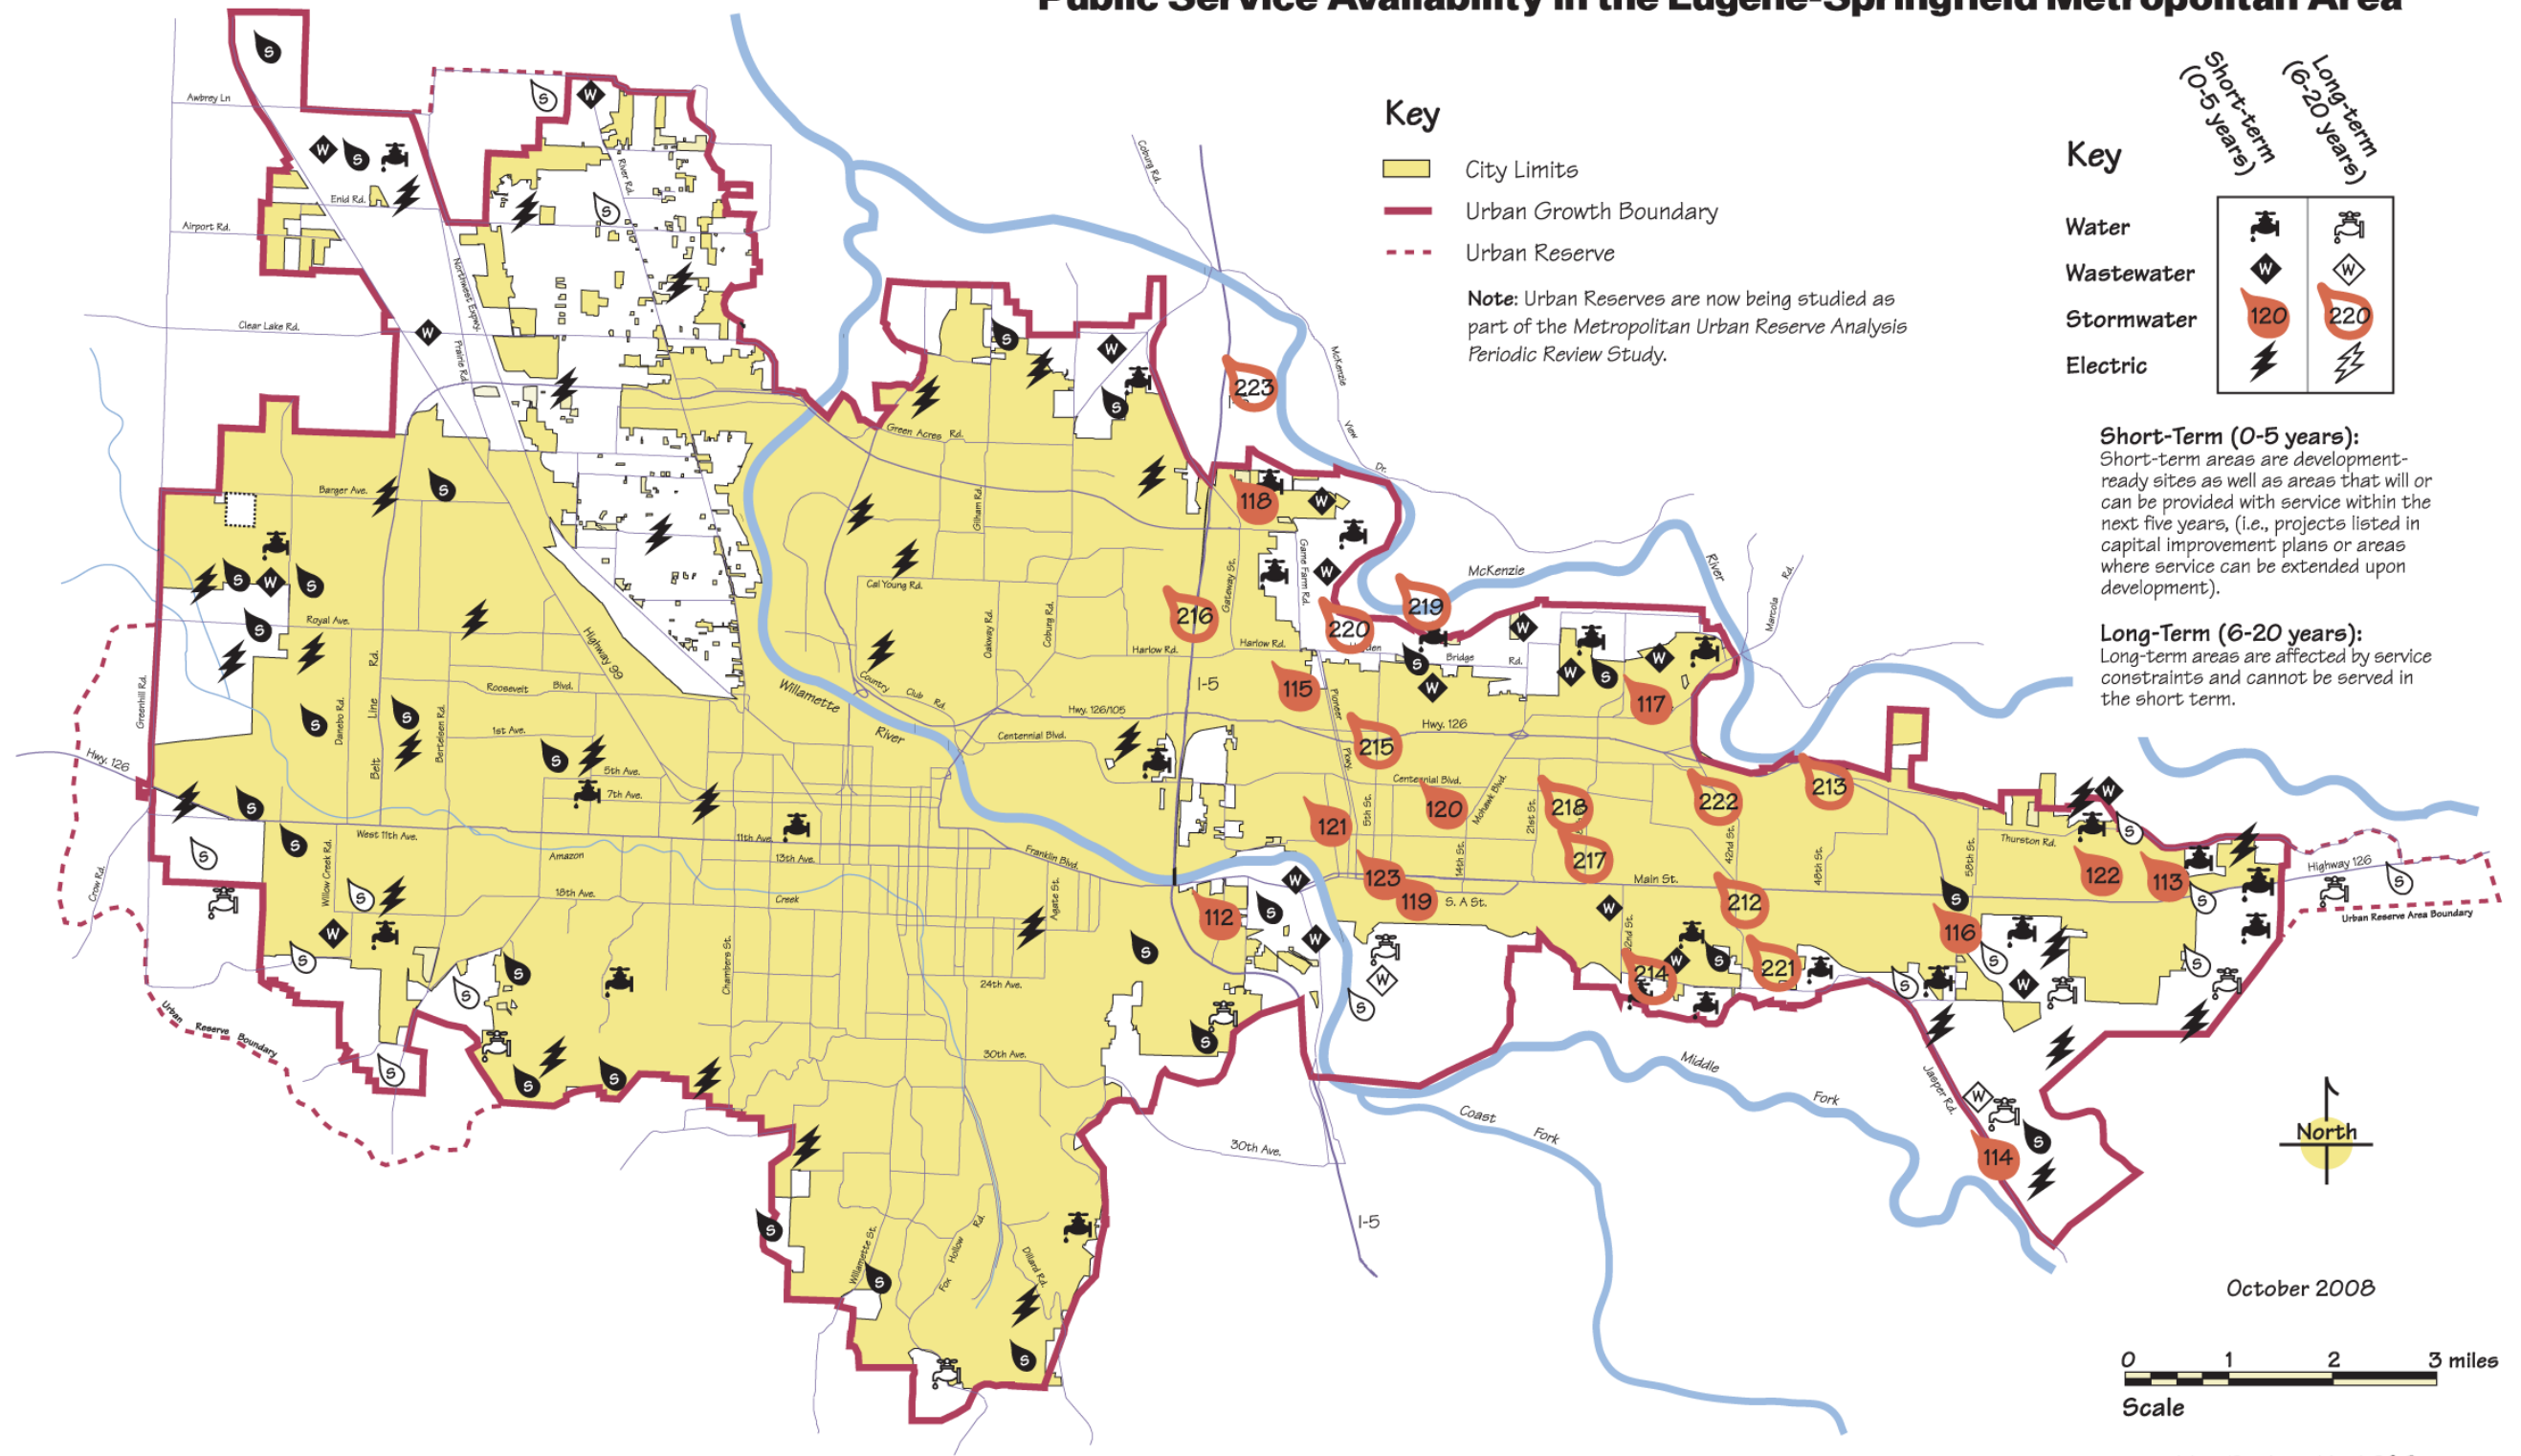 Public Service Availability in the Eugene-Springfield Metropolitan Area
Key
City Limits
Urban Growth Boundary
Urban Reserve
Note: Urban Reserves are now being studied as
part of the Metropolitan Urban Reserve Analysis
Periodic Review Study.
Short-term
(0-5 years)
Long-term
(6-20 years)
Key
Water
Wastewater
W W
Stormwater
120 220
Electric
Short-Term (0-5 years):
Short-term areas are development-
ready sites as well as areas that will or
can be provided with service within the
next five years, (i.e., projects listed in
capital improvement plans or areas
where service can be extended upon
development).
Long-Term (6-20 years):
Long-term areas are affected by service
constraints and cannot be served in
the short term.
Awbrey Ln
Enid Rd.
Airport Rd.
River Rd.
Northwest Expwy.
Clear Lake Rd.
Prairie Rd.
Coburg Rd.
McKenzie
View
Dr.
223
Green Acres Rd.
Barger Ave.
Gilham Rd.
118
Game Farm Rd.
Gateway St.
Cal Young Rd.
McKenzie
River
Marcola
Rd.
216
219
220
Royal Ave.
Highway 99
Oakway Rd.
Coburg Rd.
Harlow Rd.
Harlow Rd.
Bridge
Rd.
Greenhill Rd.
Danebo Rd.
Belt
Line
Rd.
Bertelsen Rd.
Roosevelt Blvd.
Willamette
River
Country
Club
Rd.
I-5
115
Pioneer
Pkwy.
117
Hwy. 126/105
Hwy. 126
1st Ave.
Centennial Blvd.
215
Hwy. 126
5th Ave.
7th Ave.
Centennial Blvd.
213
222
218
120
121
5th St.
Mohawk Blvd.
21st St.
West 11th Ave.
11th Ave.
Amazon
13th Ave.
Franklin Blvd.
14th St.
217
42nd St.
48th St.
58th St.
Thurston Rd.
Highway 126
Crow Rd.
Willow Creek Rd.
18th Ave.
Creek
Agate St.
123
119
S. A St.
Main St.
212
122
113
Urban Reserve Area Boundary
112
116
Chambers St.
24th Ave.
214
221
Urban Reserve Boundary
30th Ave.
Middle
Fork
Jasper Rd.
Coast
Fork
30th Ave.
114
North
I-5
Willamette St.
Fox
Hollow
Rd.
Dillard Rd.
October 2008
0 1 2 3 miles
Scale